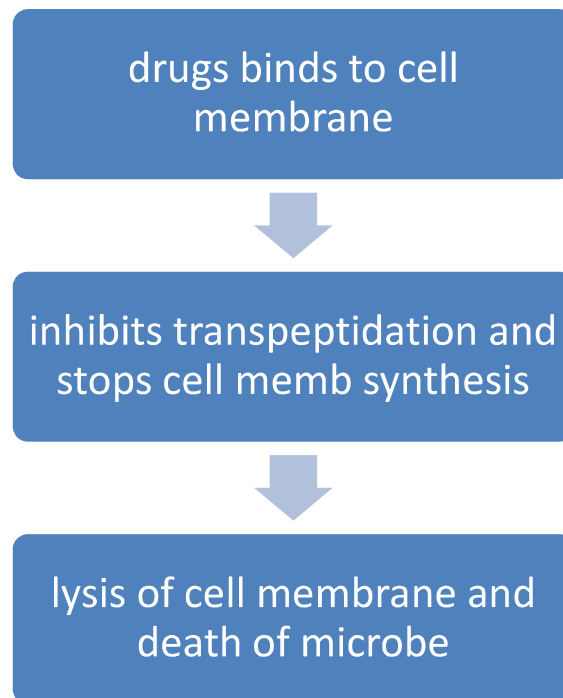 drugs binds to cell
membrane
inhibits transpeptidation and
stops cell memb synthesis
lysis of cell membrane and
death of microbe